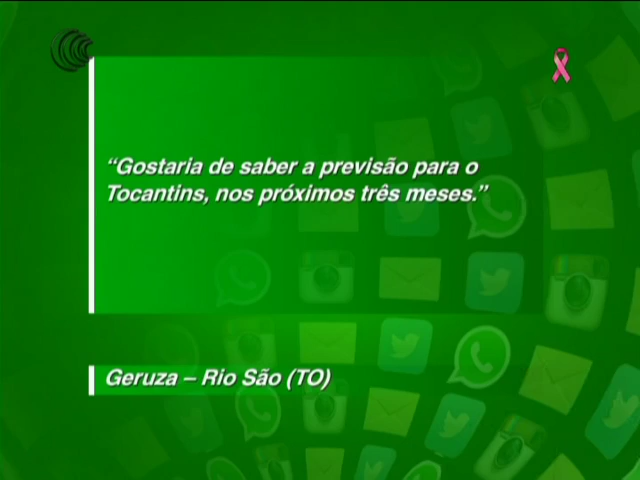 “Gostaria de saber a previsão para o
Tocantins, nos próximos três meses.”
Geruza – Rio São (TO)